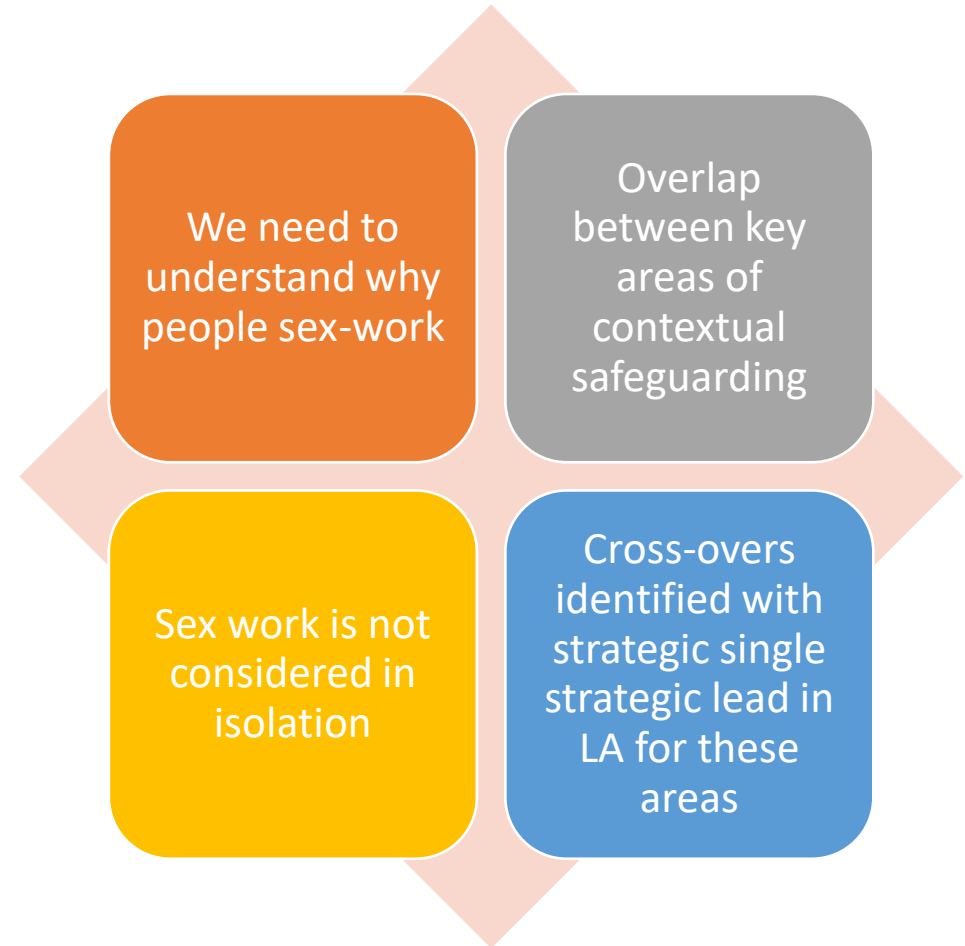 We need to
understand why
people sex-work
Overlap
between key
areas of
contextual
safeguarding
Sex work is not
considered in
isolation
Cross-overs
identified with
strategic single
strategic lead in
LA for these
areas